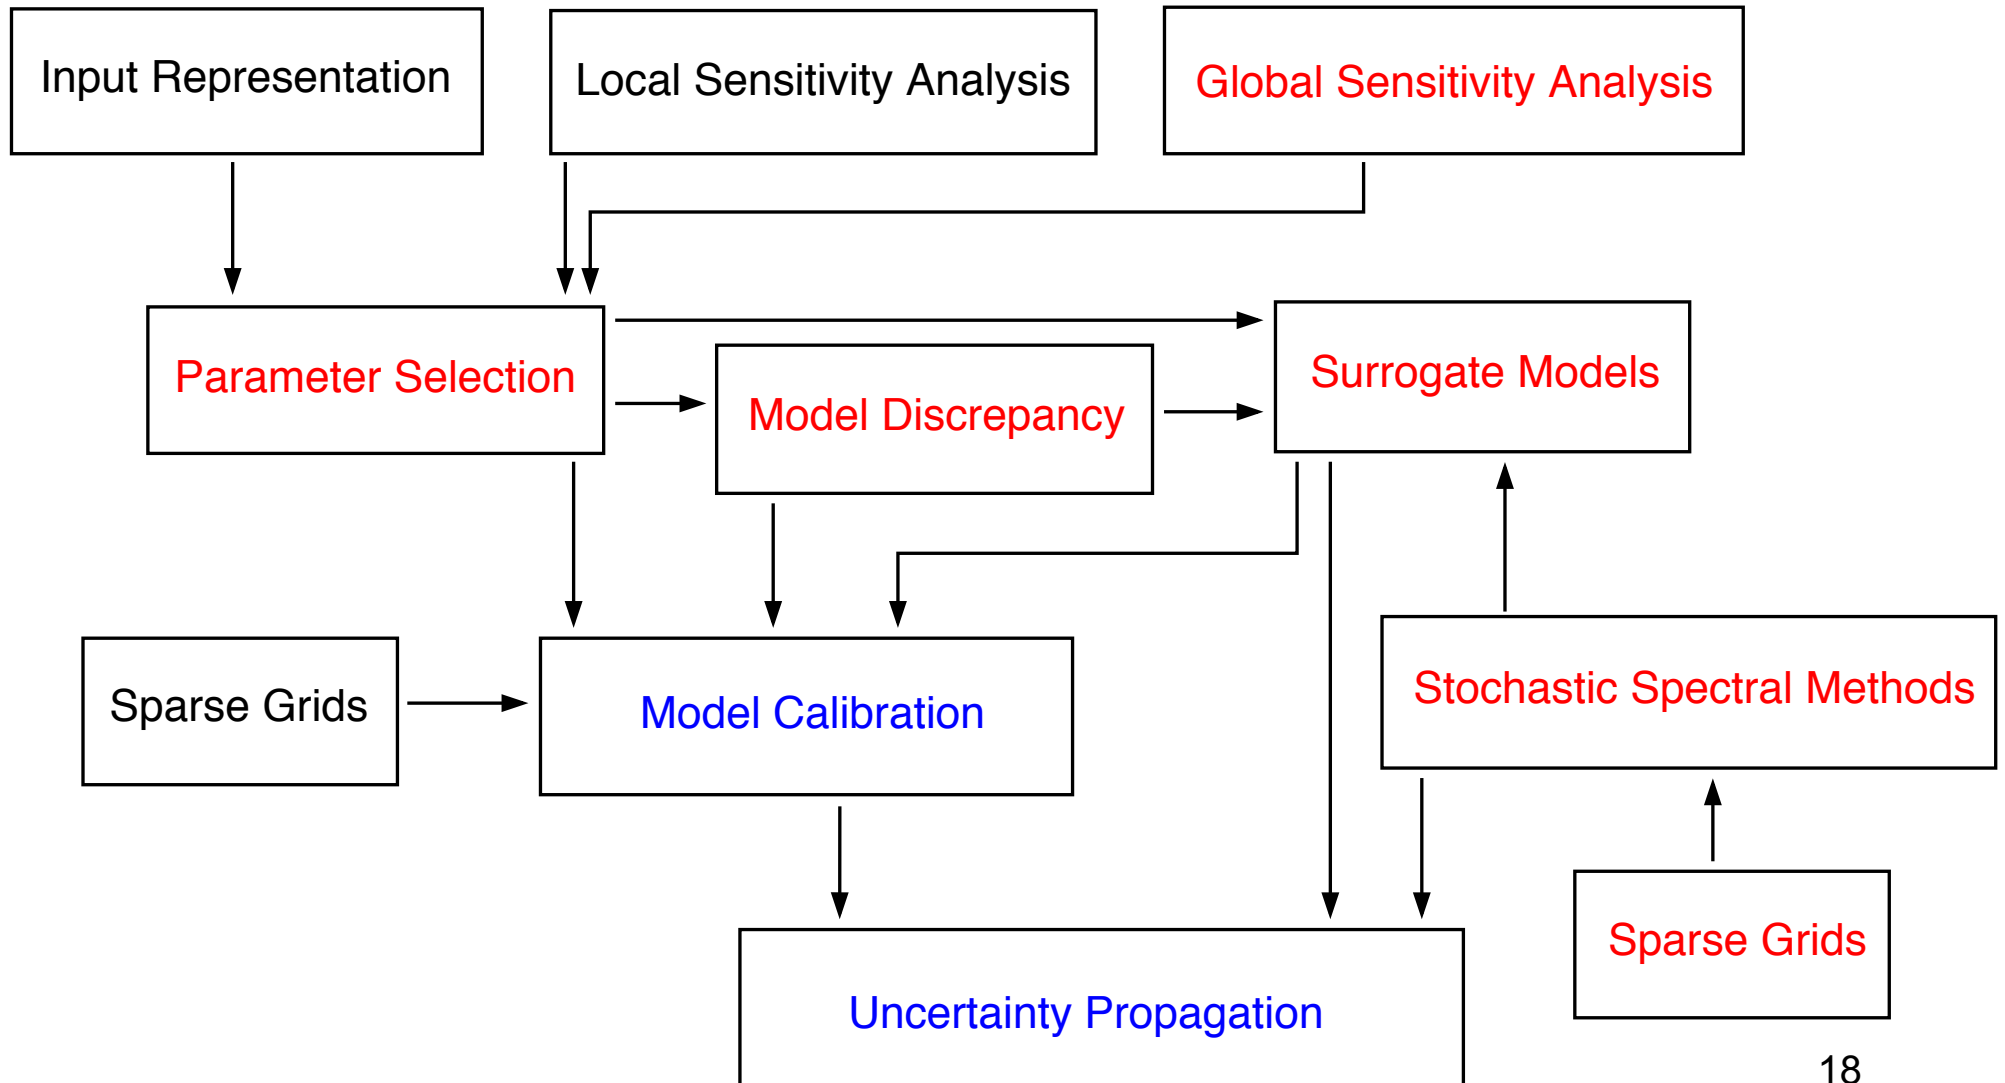 Input Representation
Local Sensitivity Analysis
Global Sensitivity Analysis
Parameter Selection
Model Discrepancy
Surrogate Models
Sparse Grids
Model Calibration
Stochastic Spectral Methods
Sparse Grids
Uncertainty Propagation
18